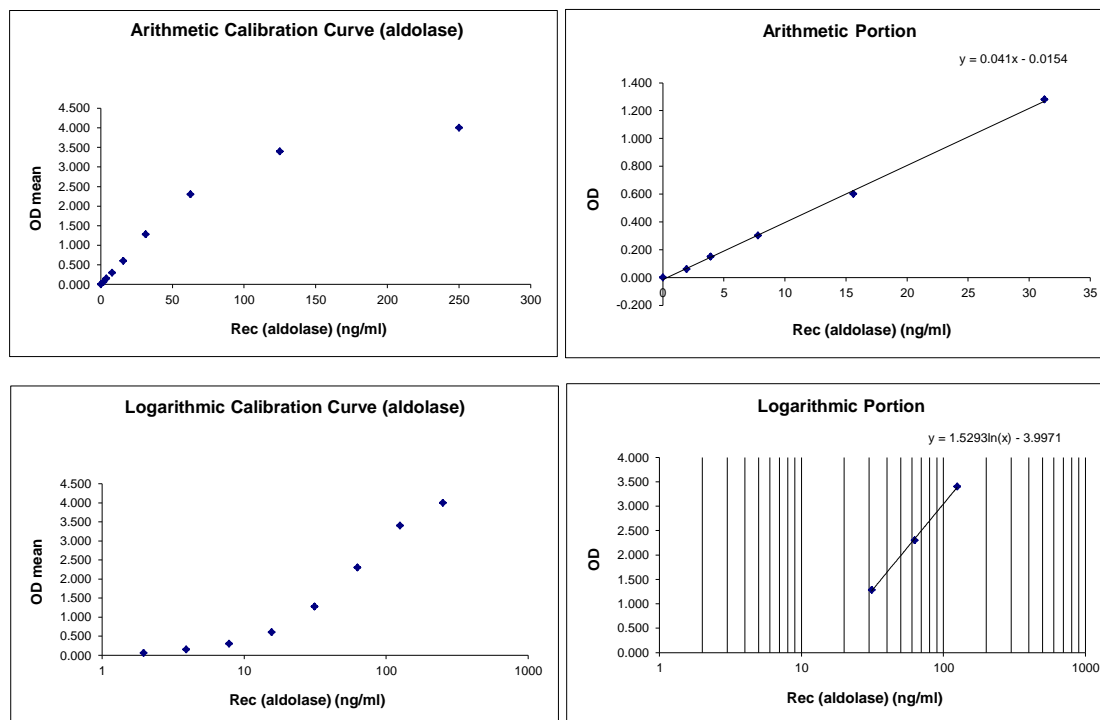 Arithmetic Calibration Curve (aldolase)
4.500
4.000
3.500
3.000
2.500
2.000
1.500
1.000
0.500
0.000
OD mean
0 50 100 150 200 250 300
Rec (aldolase) (ng/ml)
Arithmetic Portion
y = 0.041x - 0.0154
1.400
1.200
1.000
0.800
0.600
0.400
0.200
0.000
-0.200
OD
0 5 10 15 20 25 30 35
Rec (aldolase) (ng/ml)
Logarithmic Calibration Curve (aldolase)
4.500
4.000
3.500
3.000
2.500
2.000
1.500
1.000
0.500
0.000
OD mean
1 10 100 1000
Rec (aldolase) (ng/ml)
Logarithmic Portion
y = 1.5293ln(x) - 3.9971
4.000
3.500
3.000
2.500
2.000
1.500
1.000
0.500
0.000
OD
1 10 100 1000
Rec (aldolase) (ng/ml)